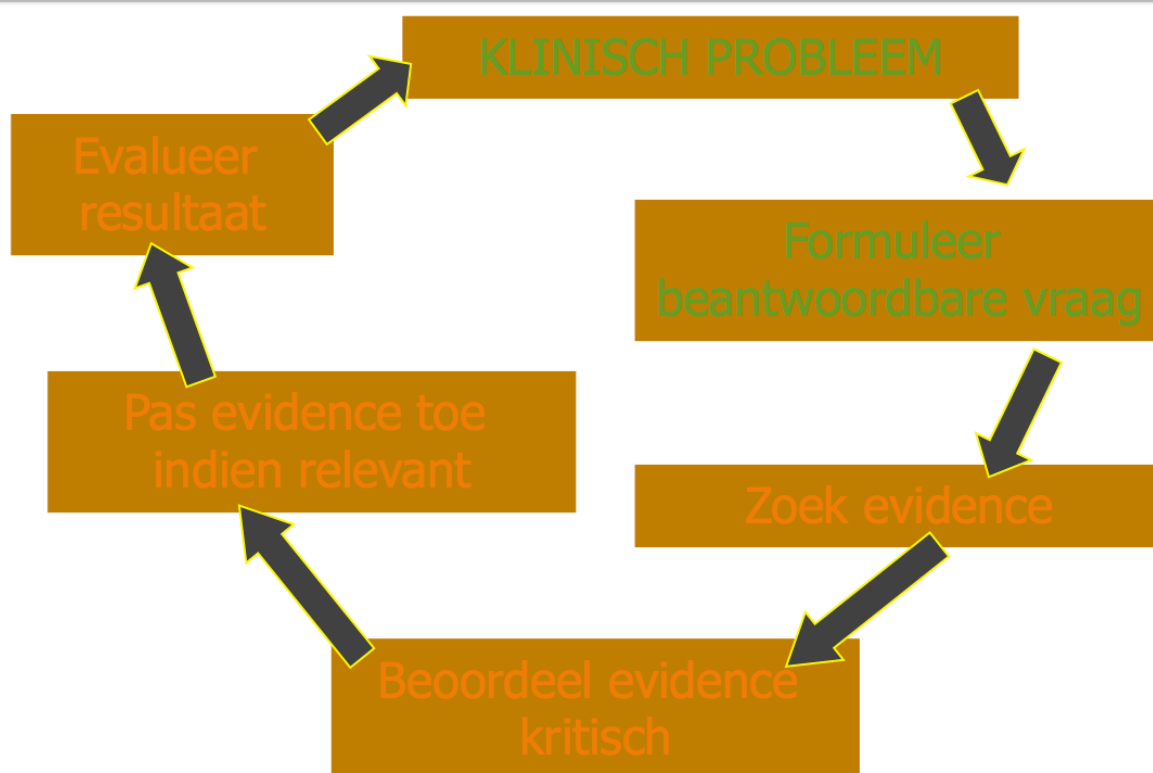 KLINISCH PROBLEEM
Formuleer
beantwoordbare vraag
Zoek evidence
Beoordeel evidence
kritisch
Pas evidence toe
indien relevant
Evalueer
resultaat